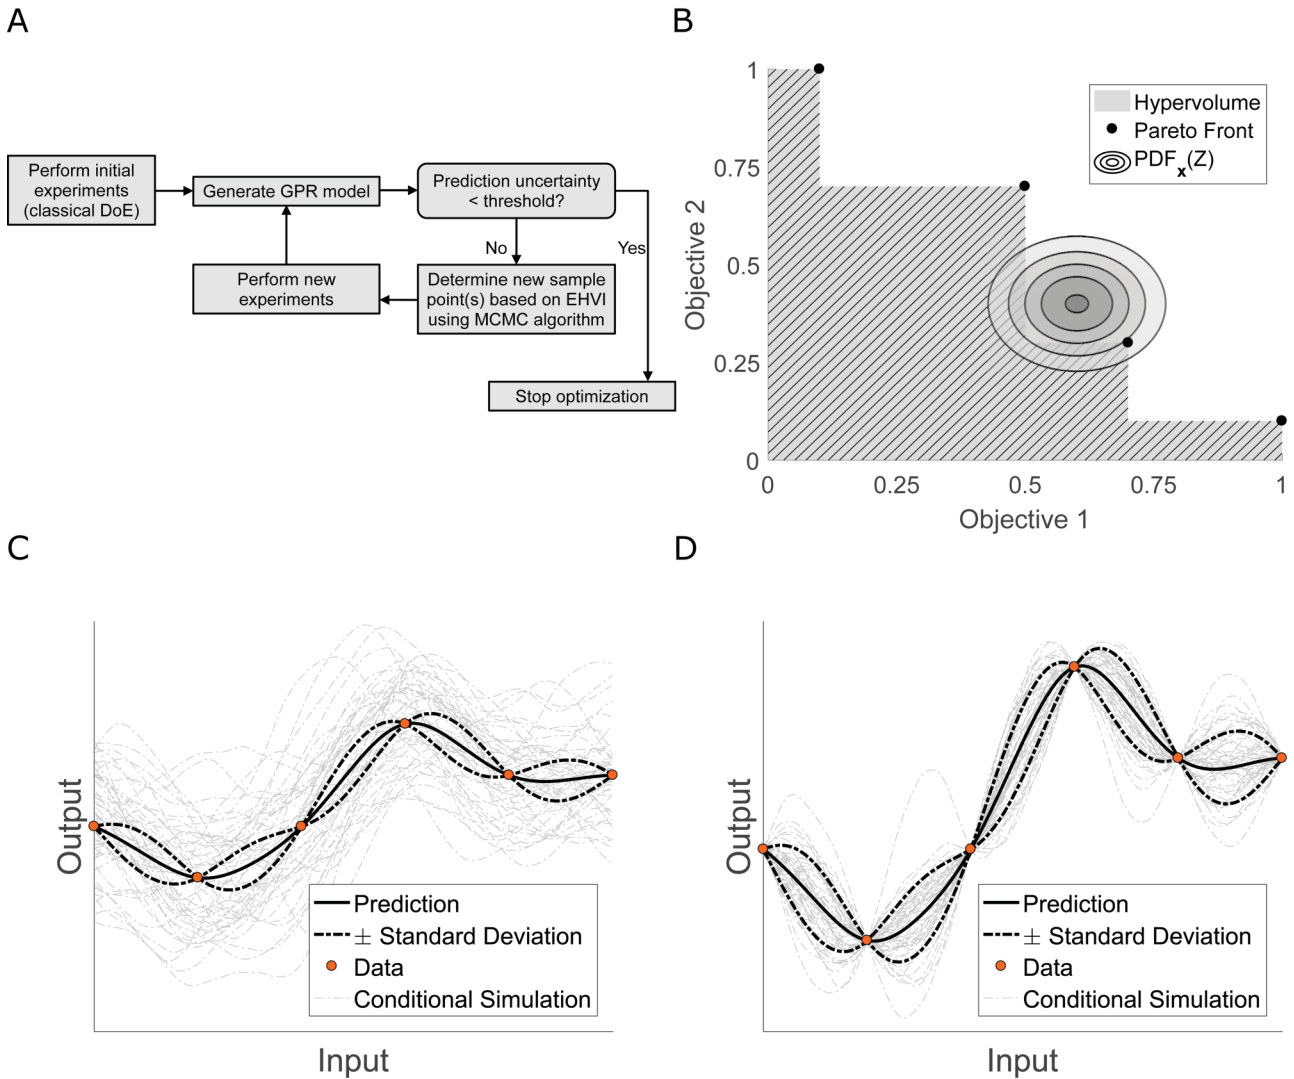 A
Perform initial
experiments
(classical DoE)
Generate GPR model
Prediction uncertainty
< threshold?
No
Yes
Perform new
experiments
Determine new sample
point(s) based on EHVI
using MCMC algorithm
Stop optimization
B
1
0.75
0.5
0.25
0
0
0.25
0.5
0.75
1
Objective 2
Objective 1
Hypervolume
Pareto Front
PDFₓ(Z)
C
Output
Input
Prediction
± Standard Deviation
Data
Conditional Simulation
D
Output
Input
Prediction
± Standard Deviation
Data
Conditional Simulation